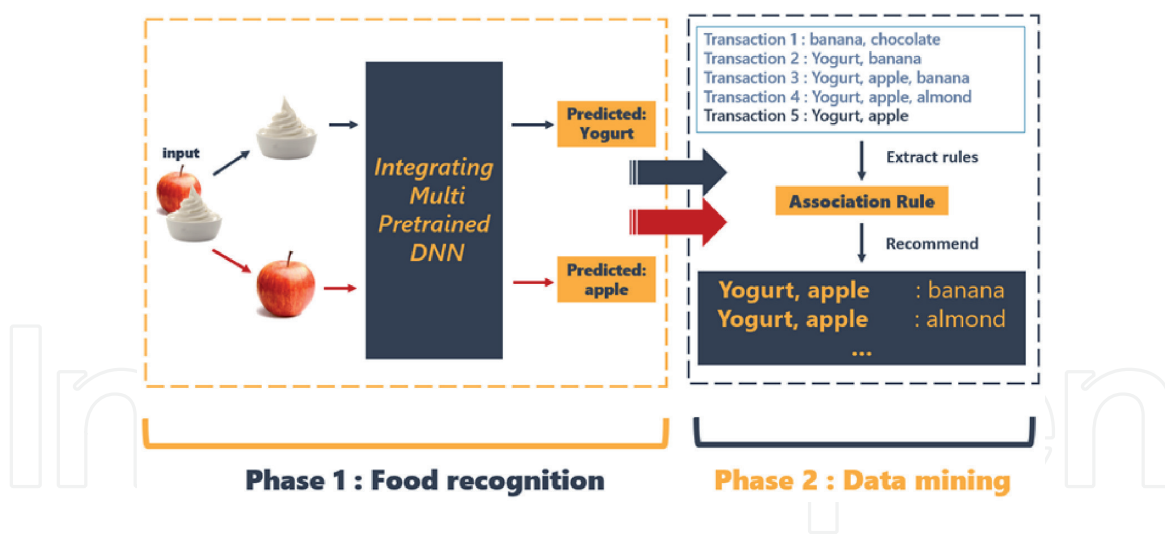 input
Integrating
Multi
Pretrained
DNN
Predicted:
Yogurt
Predicted:
apple
Transaction 1 : banana, chocolate
Transaction 2 : Yogurt, banana
Transaction 3 : Yogurt, apple, banana
Transaction 4 : Yogurt, apple, almond
Transaction 5 : Yogurt, apple
Extract rules
Association Rule
Recommend
Yogurt, apple : banana
Yogurt, apple : almond
...
Phase 1 : Food recognition
Phase 2 : Data mining